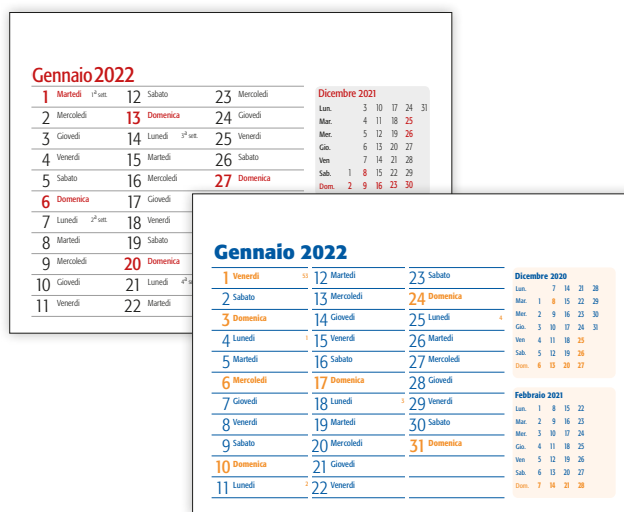 Gennaio 2022
1 Martedì 1ª sett. 12 Sabato 23 Mercoledì
2 Mercoledì 13 Domenica 24 Giovedì
3 Giovedì 14 Lunedì 3ª sett. 25 Venerdì
4 Venerdì 15 Martedì 26 Sabato
5 Sabato 16 Mercoledì 27 Domenica
6 Domenica 17 Giovedì
7 Lunedì 2ª sett. 18 Venerdì
8 Martedì 19 Sabato
9 Mercoledì 20 Domenica
10 Giovedì 21 Lunedì 4ª
11 Venerdì 22 Martedì
Dicembre 2021
Lun. 3 10 17 24 31
Mar. 4 11 18 25
Mer. 5 12 19 26
Gio. 6 13 20 27
Ven 7 14 21 28
Sab. 1 8 15 22 29
Dom. 2 9 16 23 30
Gennaio 2022
1 Venerdì 53 12 Martedì 23 Sabato
2 Sabato 13 Mercoledì 24 Domenica
3 Domenica 14 Giovedì 25 Lunedì 4
4 Lunedì 1 15 Venerdì 26 Martedì
5 Martedì 16 Sabato 27 Mercoledì
6 Mercoledì 17 Domenica 28 Giovedì
7 Giovedì 18 Lunedì 3 29 Venerdì
8 Venerdì 19 Martedì 30 Sabato
9 Sabato 20 Mercoledì 31 Domenica
10 Domenica 21 Giovedì
11 Lunedì 2 22 Venerdì
Dicembre 2020
Lun. 7 14 21 28
Mar. 1 8 15 22 29
Mer. 2 9 16 23 30
Gio. 3 10 17 24 31
Ven 4 11 18 25
Sab. 5 12 19 26
Dom. 6 13 20 27
Febbraio 2021
Lun. 1 8 15 22
Mar. 2 9 16 23
Mer. 3 10 17 24
Gio. 4 11 18 25
Ven 5 12 19 26
Sab. 6 13 20 27
Dom. 7 14 21 28